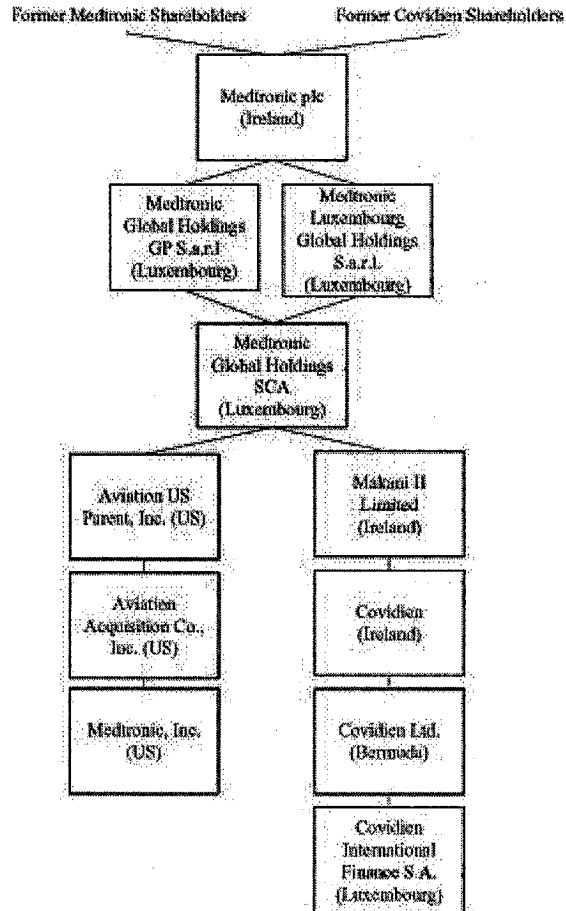 Former Medtronic Shareholders
Former Covidien Shareholders
Medtronic plc
(Ireland)
Medtronic
Global Holdings
GP S.a.r.l
(Luxembourg)
Medtronic
Luxembourg
Global Holdings
S.a.r.l.
(Luxembourg)
Medtronic
Global Holdings
SCA
(Luxembourg)
Aviation US
Parent, Inc. (US)
Makani II
Limited
(Ireland)
Aviation
Acquisition Co.,
Inc. (US)
Covidien
(Ireland)
Medtronic, Inc.
(US)
Covidien Ltd.
(Bermuda)
Covidien
International
Finance S.A.
(Luxembourg)